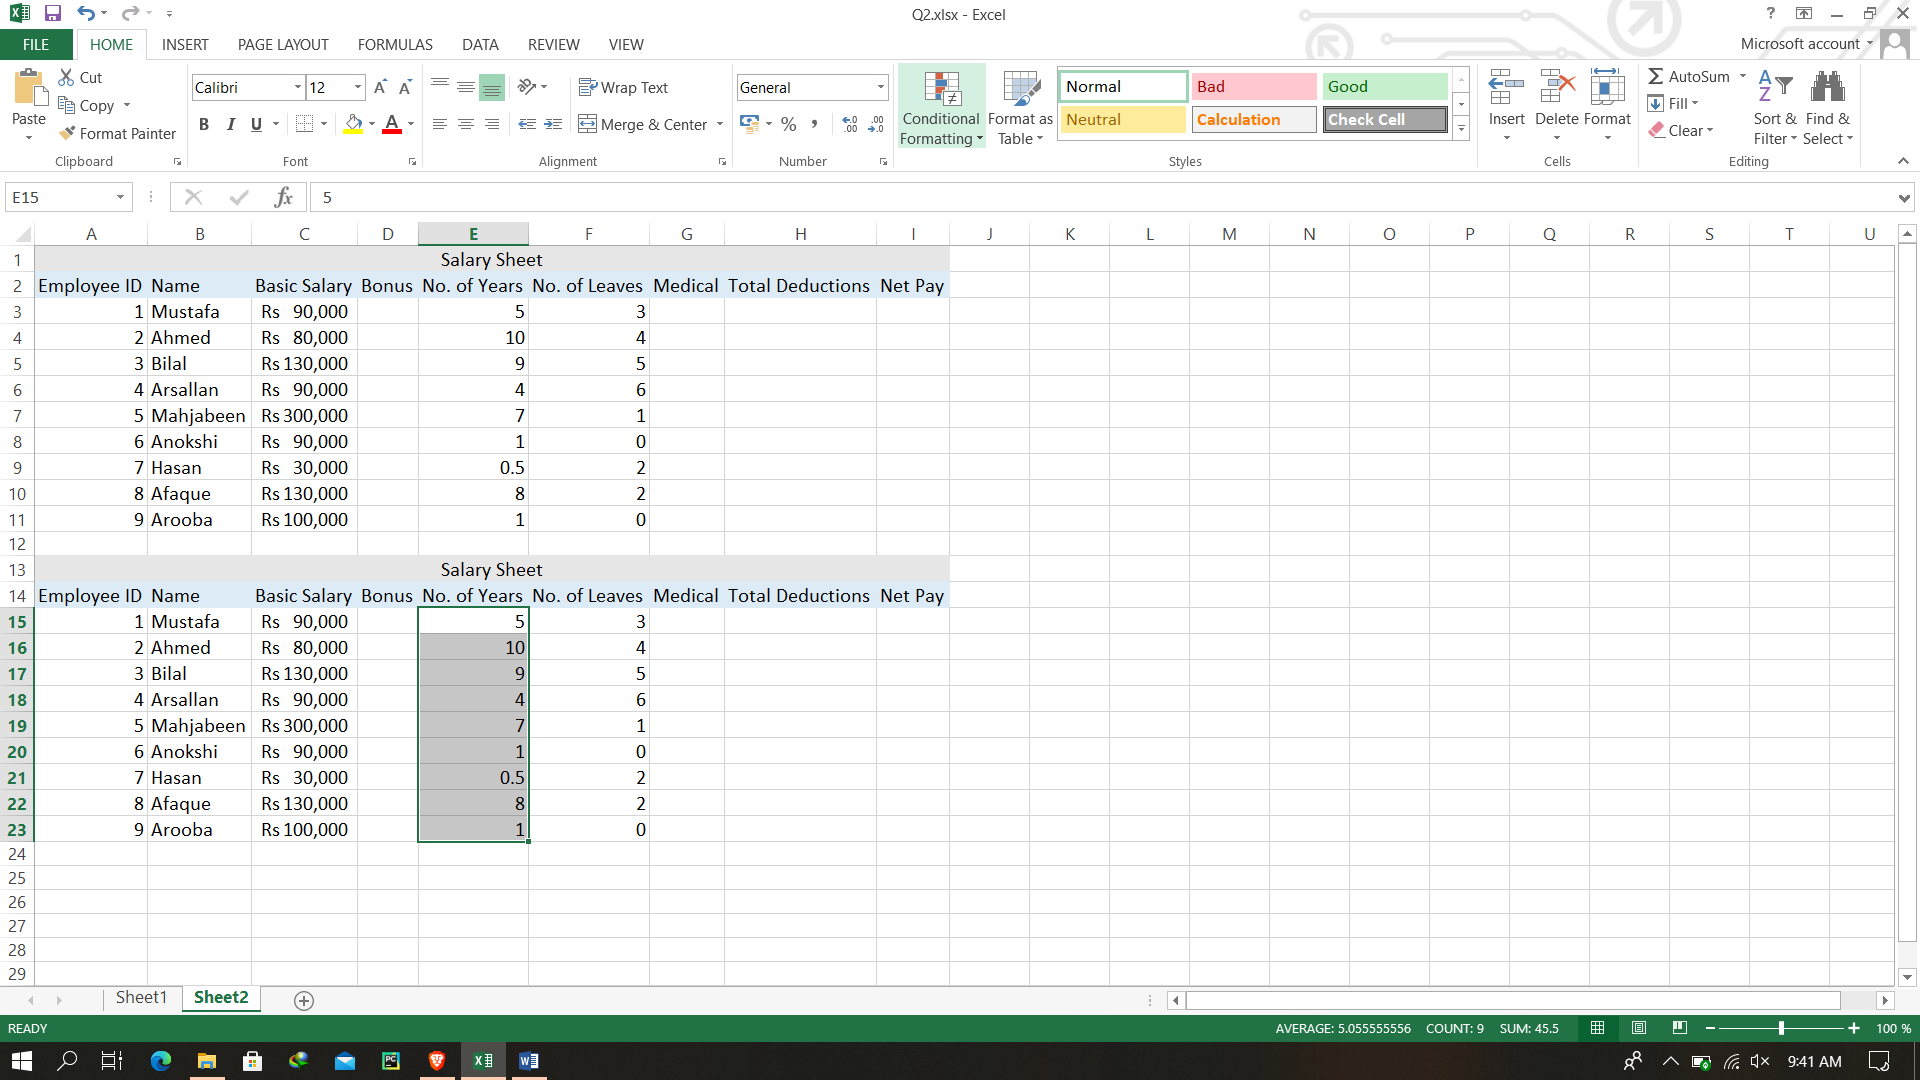 Q2.xlsx - Excel
?
FILE HOME INSERT PAGE LAYOUT FORMULAS DATA REVIEW VIEW Microsoft account
Paste Cut Copy Format Painter
Calibri 12
B I U A
Wrap Text
Merge & Center
General
% ,
Conditional Formatting
Format as Table
Normal Bad Good
Neutral Calculation Check Cell
Insert Delete Format
AutoSum
Fill
Clear
Sort & Filter
Find & Select
Clipboard Font Alignment Number Styles Cells Editing
E15 fx 5
A B C D E F G H I J K L M N O P Q R S T U
1 Salary Sheet
2 Employee ID Name Basic Salary Bonus No. of Years No. of Leaves Medical Total Deductions Net Pay
3 1 Mustafa Rs 90,000 5 3
4 2 Ahmed Rs 80,000 10 4
5 3 Bilal Rs 130,000 9 5
6 4 Arsallan Rs 90,000 4 6
7 5 Mahjabeen Rs 300,000 7 1
8 6 Anokshi Rs 90,000 1 0
9 7 Hasan Rs 30,000 0.5 2
10 8 Afaque Rs 130,000 8 2
11 9 Arooba Rs 100,000 1 0
12
13 Salary Sheet
14 Employee ID Name Basic Salary Bonus No. of Years No. of Leaves Medical Total Deductions Net Pay
15 1 Mustafa Rs 90,000 5 3
16 2 Ahmed Rs 80,000 10 4
17 3 Bilal Rs 130,000 9 5
18 4 Arsallan Rs 90,000 4 6
19 5 Mahjabeen Rs 300,000 7 1
20 6 Anokshi Rs 90,000 1 0
21 7 Hasan Rs 30,000 0.5 2
22 8 Afaque Rs 130,000 8 2
23 9 Arooba Rs 100,000 1 0
24
25
26
27
28
29
Sheet1 Sheet2
READY AVERAGE: 5.055555556 COUNT: 9 SUM: 45.5 100 %
9:41 AM